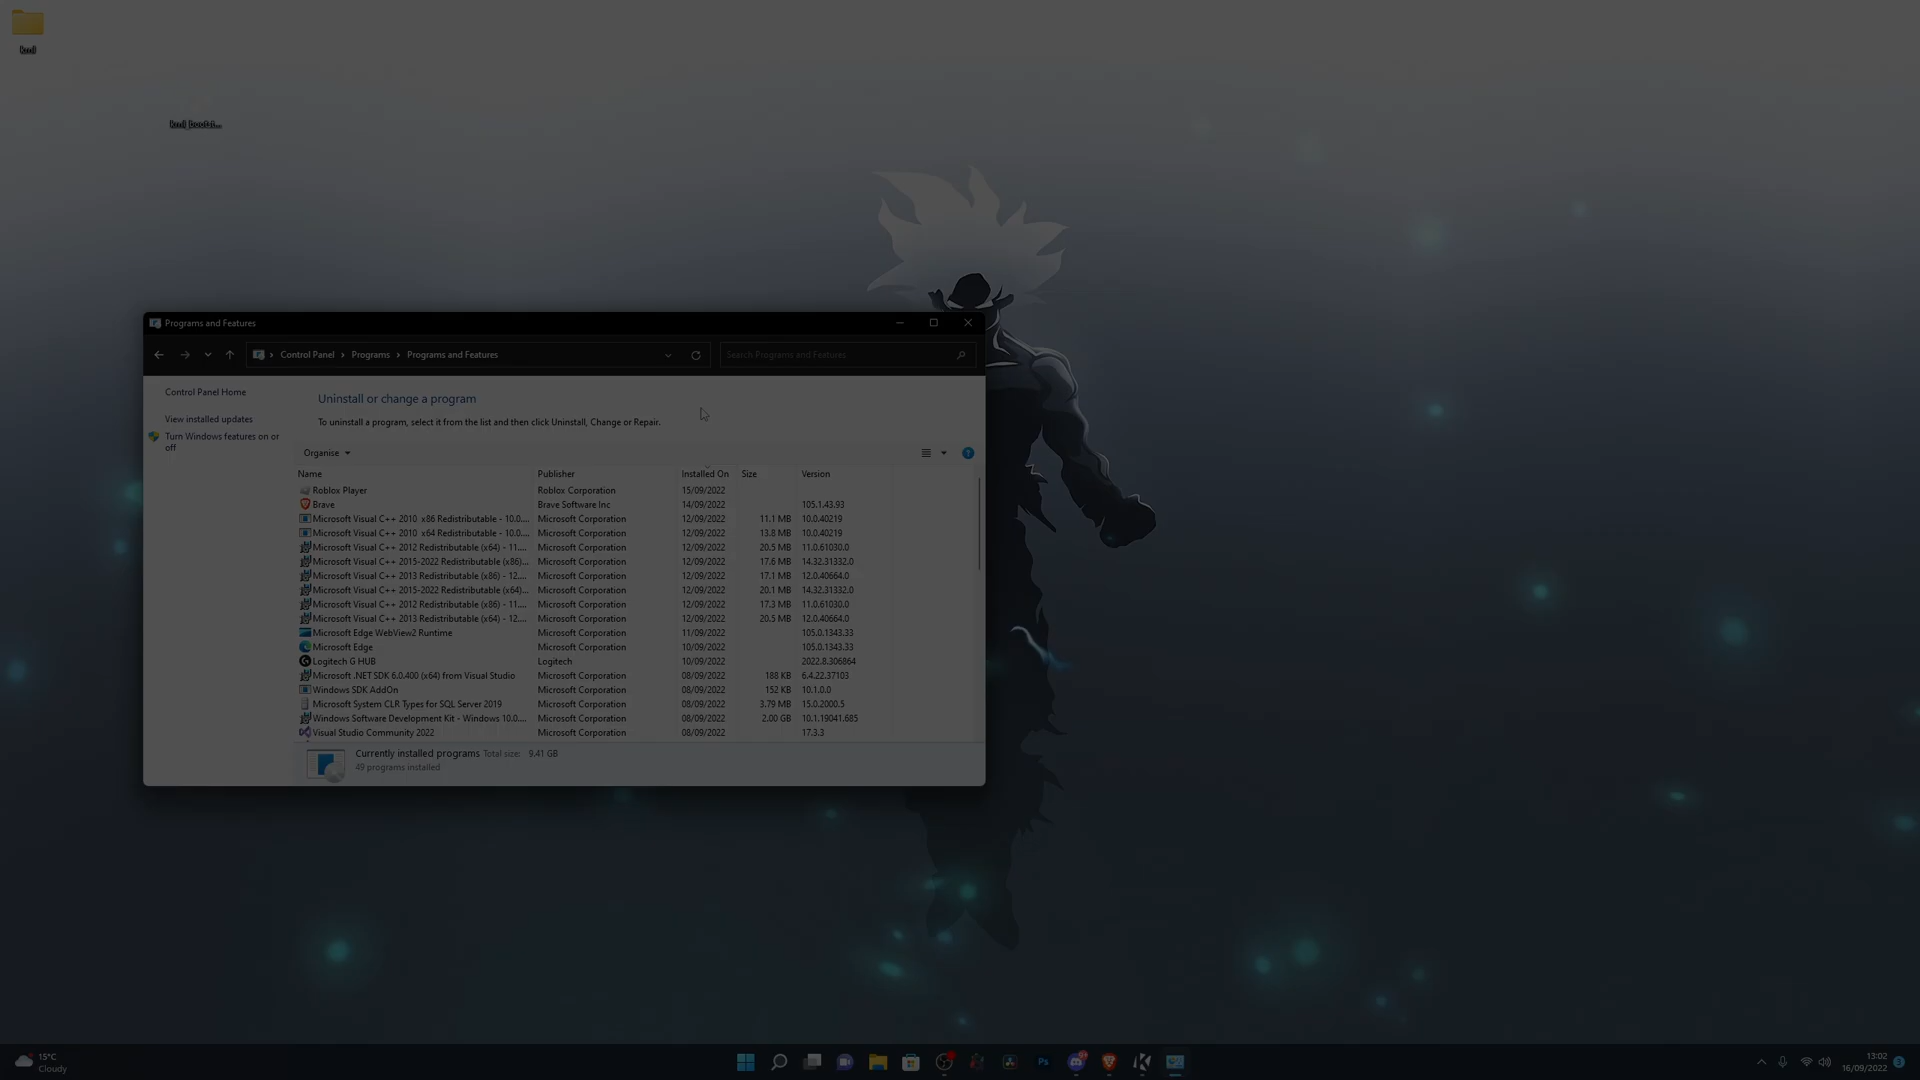 krnl
krnl_bootst...
Programs and Features
Control Panel > Programs > Programs and Features
Search Programs and Features
Control Panel Home
View installed updates
Turn Windows features on or
off
Uninstall or change a program
To uninstall a program, select it from the list and then click Uninstall, Change or Repair.
Organise
Name Publisher Installed On Size Version
Roblox Player Roblox Corporation 15/09/2022
Brave Brave Software Inc 14/09/2022 105.1.43.93
Microsoft Visual C++ 2010 x86 Redistributable - 10.0.... Microsoft Corporation 12/09/2022 11.1 MB 10.0.40219
Microsoft Visual C++ 2010 x64 Redistributable - 10.0.... Microsoft Corporation 12/09/2022 13.8 MB 10.0.40219
Microsoft Visual C++ 2012 Redistributable (x64) - 11.... Microsoft Corporation 12/09/2022 20.5 MB 11.0.61030.0
Microsoft Visual C++ 2015-2022 Redistributable (x86)... Microsoft Corporation 12/09/2022 17.6 MB 14.32.31332.0
Microsoft Visual C++ 2013 Redistributable (x86) - 12.... Microsoft Corporation 12/09/2022 17.1 MB 12.0.40664.0
Microsoft Visual C++ 2015-2022 Redistributable (x64)... Microsoft Corporation 12/09/2022 20.1 MB 14.32.31332.0
Microsoft Visual C++ 2012 Redistributable (x86) - 11.... Microsoft Corporation 12/09/2022 17.3 MB 11.0.61030.0
Microsoft Visual C++ 2013 Redistributable (x64) - 12.... Microsoft Corporation 12/09/2022 20.5 MB 12.0.40664.0
Microsoft Edge WebView2 Runtime Microsoft Corporation 11/09/2022 105.0.1343.33
Microsoft Edge Microsoft Corporation 10/09/2022 105.0.1343.33
Logitech G HUB Logitech 10/09/2022 2022.8.306864
Microsoft .NET SDK 6.0.400 (x64) from Visual Studio Microsoft Corporation 08/09/2022 188 KB 6.4.22.37103
Windows SDK AddOn Microsoft Corporation 08/09/2022 152 KB 10.1.0.0
Microsoft System CLR Types for SQL Server 2019 Microsoft Corporation 08/09/2022 3.79 MB 15.0.2000.5
Windows Software Development Kit - Windows 10.0.... Microsoft Corporation 08/09/2022 2.00 GB 10.1.19041.685
Visual Studio Community 2022 Microsoft Corporation 08/09/2022 17.3.3
Currently installed programs Total size: 9.41 GB
49 programs installed
15°C
Cloudy
Ps
13:02
16/09/2022
3